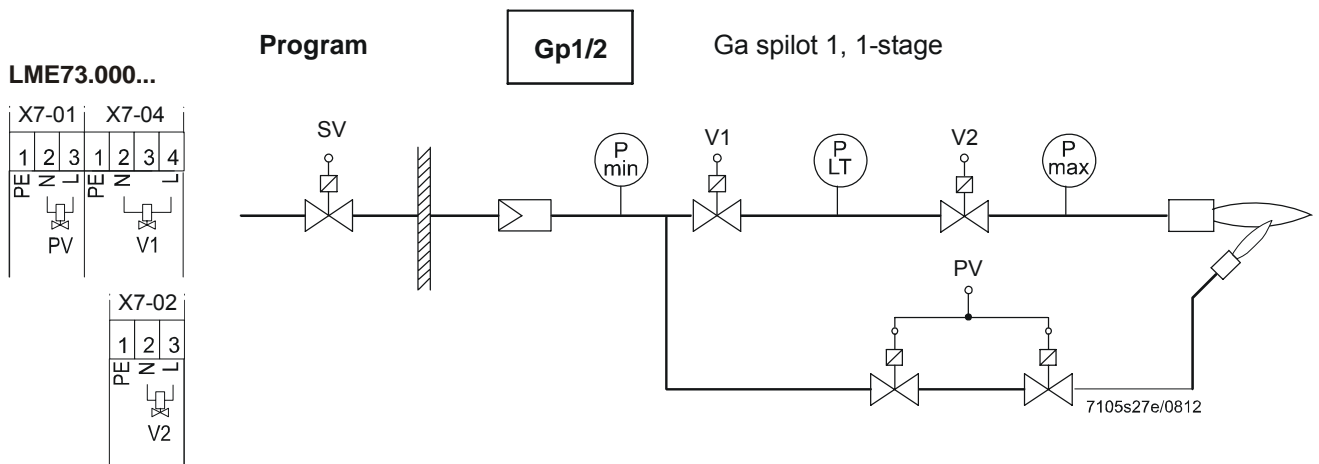 Program
Gp1/2
Ga spilot 1, 1-stage
LME73.000...
X7-01 X7-04
1 2 3 1 2 3 4
PE N L PE N L
PV V1
X7-02
1 2 3
PE N L
V2
SV
P min
V1
P LT
V2
P max
PV
7105s27e/0812